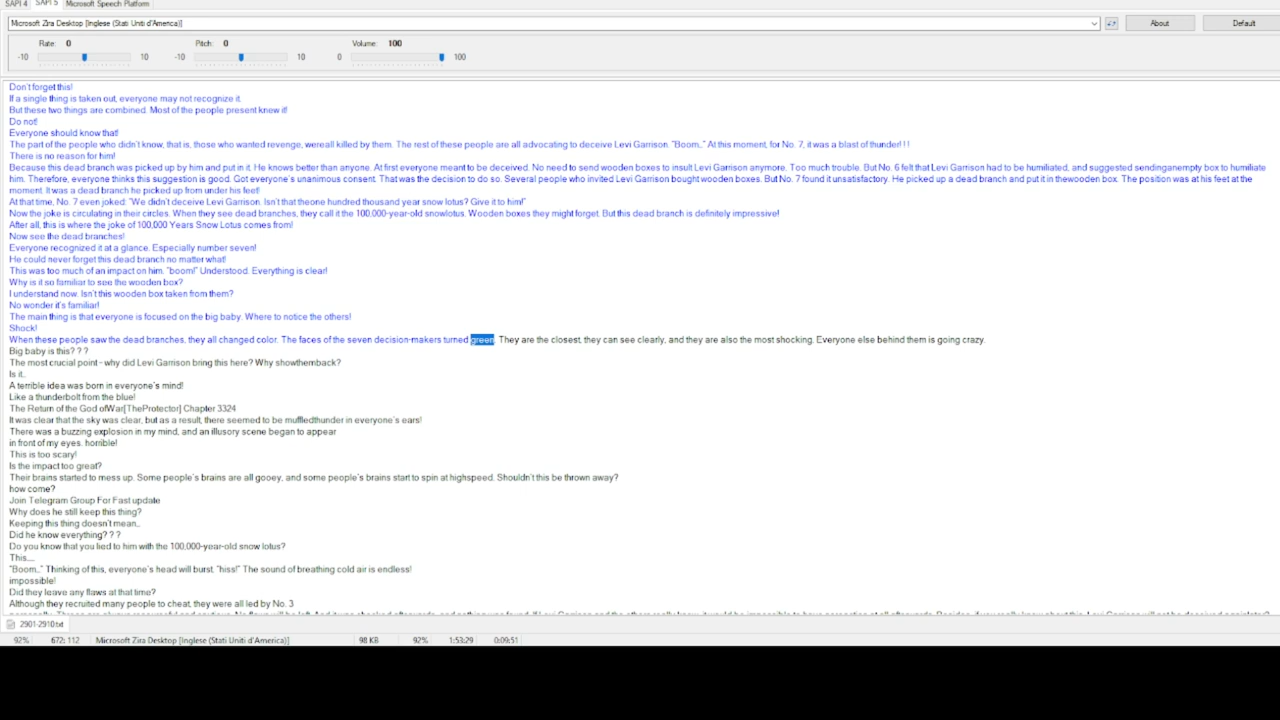 SAPI 4 SAPI 5 Microsoft Speech Platform
Microsoft Zira Desktop [Inglese (Stati Uniti d'America)] About Default
Rate: 0 Pitch: 0 Volume: 100
-10 10 -10 10 0 100
Don't forget this!
If a single thing is taken out, everyone may not recognize it.
But these two things are combined. Most of the people present knew it!
Do not!
Everyone should know that!
The part of the people who didn't know, that is, those who wanted revenge, wereall killed by them. The rest of these people are all advocating to deceive Levi Garrison. "Boom.." At this moment, for No. 7, it was a blast of thunder! ! !
There is no reason for him!
Because this dead branch was picked up by him and put in it. He knows better than anyone. At first everyone meant to be deceived. No need to send wooden boxes to insult Levi Garrison anymore. Too much trouble. But No. 6 felt that Levi Garrison had to be humiliated, and suggested sendinganempty box to humiliate
him. Therefore, everyone thinks this suggestion is good. Got everyone's unanimous consent. That was the decision to do so. Several people who invited Levi Garrison bought wooden boxes. But No. 7 found it unsatisfactory. He picked up a dead branch and put it in thewooden box. The position was at his feet at the
moment. It was a dead branch he picked up from under his feet!
At that time, No. 7 even joked: "We didn't deceive Levi Garrison. Isn't that theone hundred thousand year snow lotus? Give it to him!"
Now the joke is circulating in their circles. When they see dead branches, they call it the 100,000-year-old snowlotus. Wooden boxes they might forget. But this dead branch is definitely impressive!
After all, this is where the joke of 100,000 Years Snow Lotus comes from!
Now see the dead branches!
Everyone recognized it at a glance. Especially number seven!
He could never forget this dead branch no matter what!
This was too much of an impact on him. "boom!" Understood. Everything is clear!
Why is it so familiar to see the wooden box?
I understand now. Isn't this wooden box taken from them?
No wonder it's familiar!
The main thing is that everyone is focused on the big baby. Where to notice the others!
Shock!
When these people saw the dead branches, they all changed color. The faces of the seven decision-makers turned green. They are the closest, they can see clearly, and they are also the most shocking. Everyone else behind them is going crazy.
Big baby is this? ? ?
The most crucial point - why did Levi Garrison bring this here? Why showthemback?
Is it..
A terrible idea was born in everyone's mind!
Like a thunderbolt from the blue!
The Return of the God ofWar[TheProtector] Chapter 3324
It was clear that the sky was clear, but as a result, there seemed to be muffledthunder in everyone's ears!
There was a buzzing explosion in my mind, and an illusory scene began to appear
in front of my eyes. horrible!
This is too scary!
Is the impact too great?
Their brains started to mess up. Some people's brains are all gooey, and some people's brains start to spin at highspeed. Shouldn't this be thrown away?
how come?
Join Telegram Group For Fast update
Why does he still keep this thing?
Keeping this thing doesn't mean..
Did he know everything? ? ?
Do you know that you lied to him with the 100,000-year-old snow lotus?
This....
"Boom.." Thinking of this, everyone's head will burst. "hiss!" The sound of breathing cold air is endless!
impossible!
Did they leave any flaws at that time?
Although they recruited many people to cheat, they were all led by No. 3
2901-2910.txt
92% 672: 112 Microsoft Zira Desktop [Inglese (Stati Uniti d'America)] 98 KB 92% 1:53:29 0:09:51